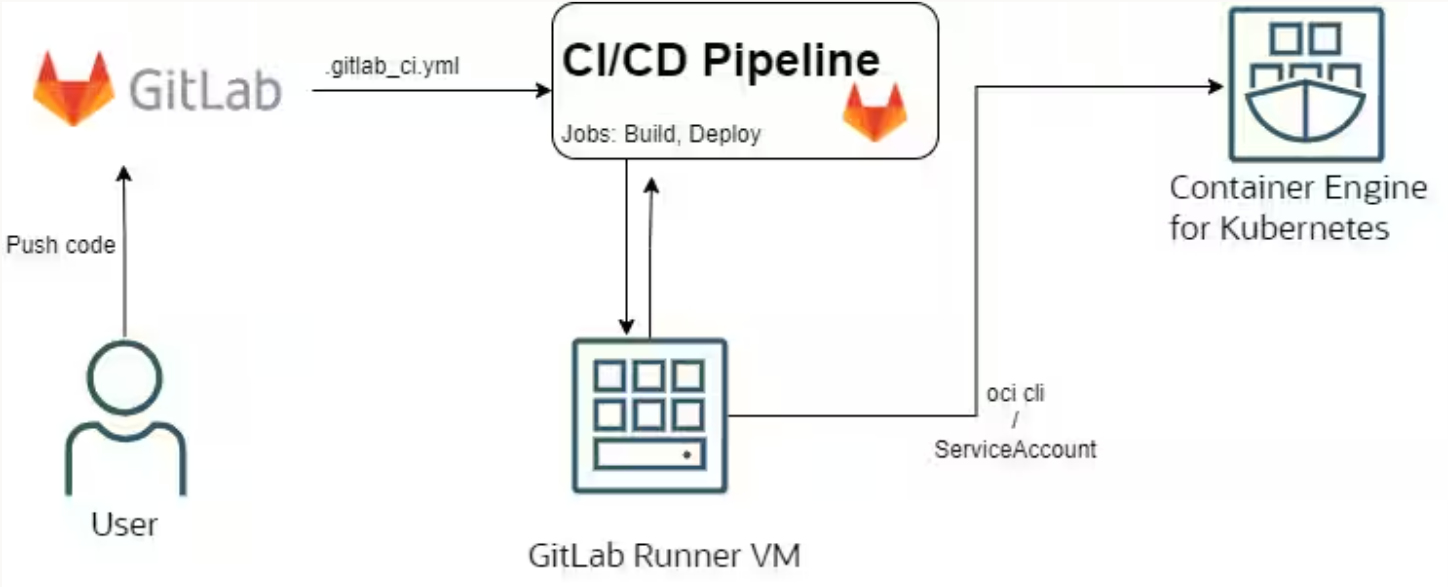 GitLab
.gitlab_ci.yml
CI/CD Pipeline
Jobs: Build, Deploy
Container Engine
for Kubernetes
Push code
oci cli
/
ServiceAccount
User
GitLab Runner VM